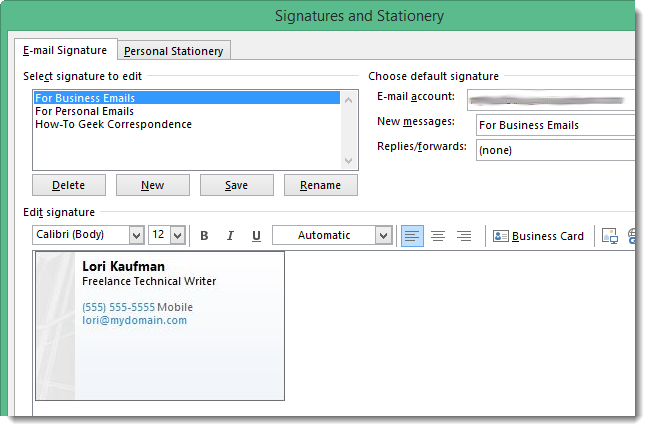 Signatures and Stationery
E-mail Signature
Personal Stationery
Select signature to edit
Choose default signature
For Business Emails
For Personal Emails
How-To Geek Correspondence
E-mail account:
New messages:
For Business Emails
Replies/forwards:
(none)
Delete
New
Save
Rename
Edit signature
Calibri (Body)
12
B
I
U
Automatic
Business Card
Lori Kaufman
Freelance Technical Writer
(555) 555-5555 Mobile
lori@mydomain.com